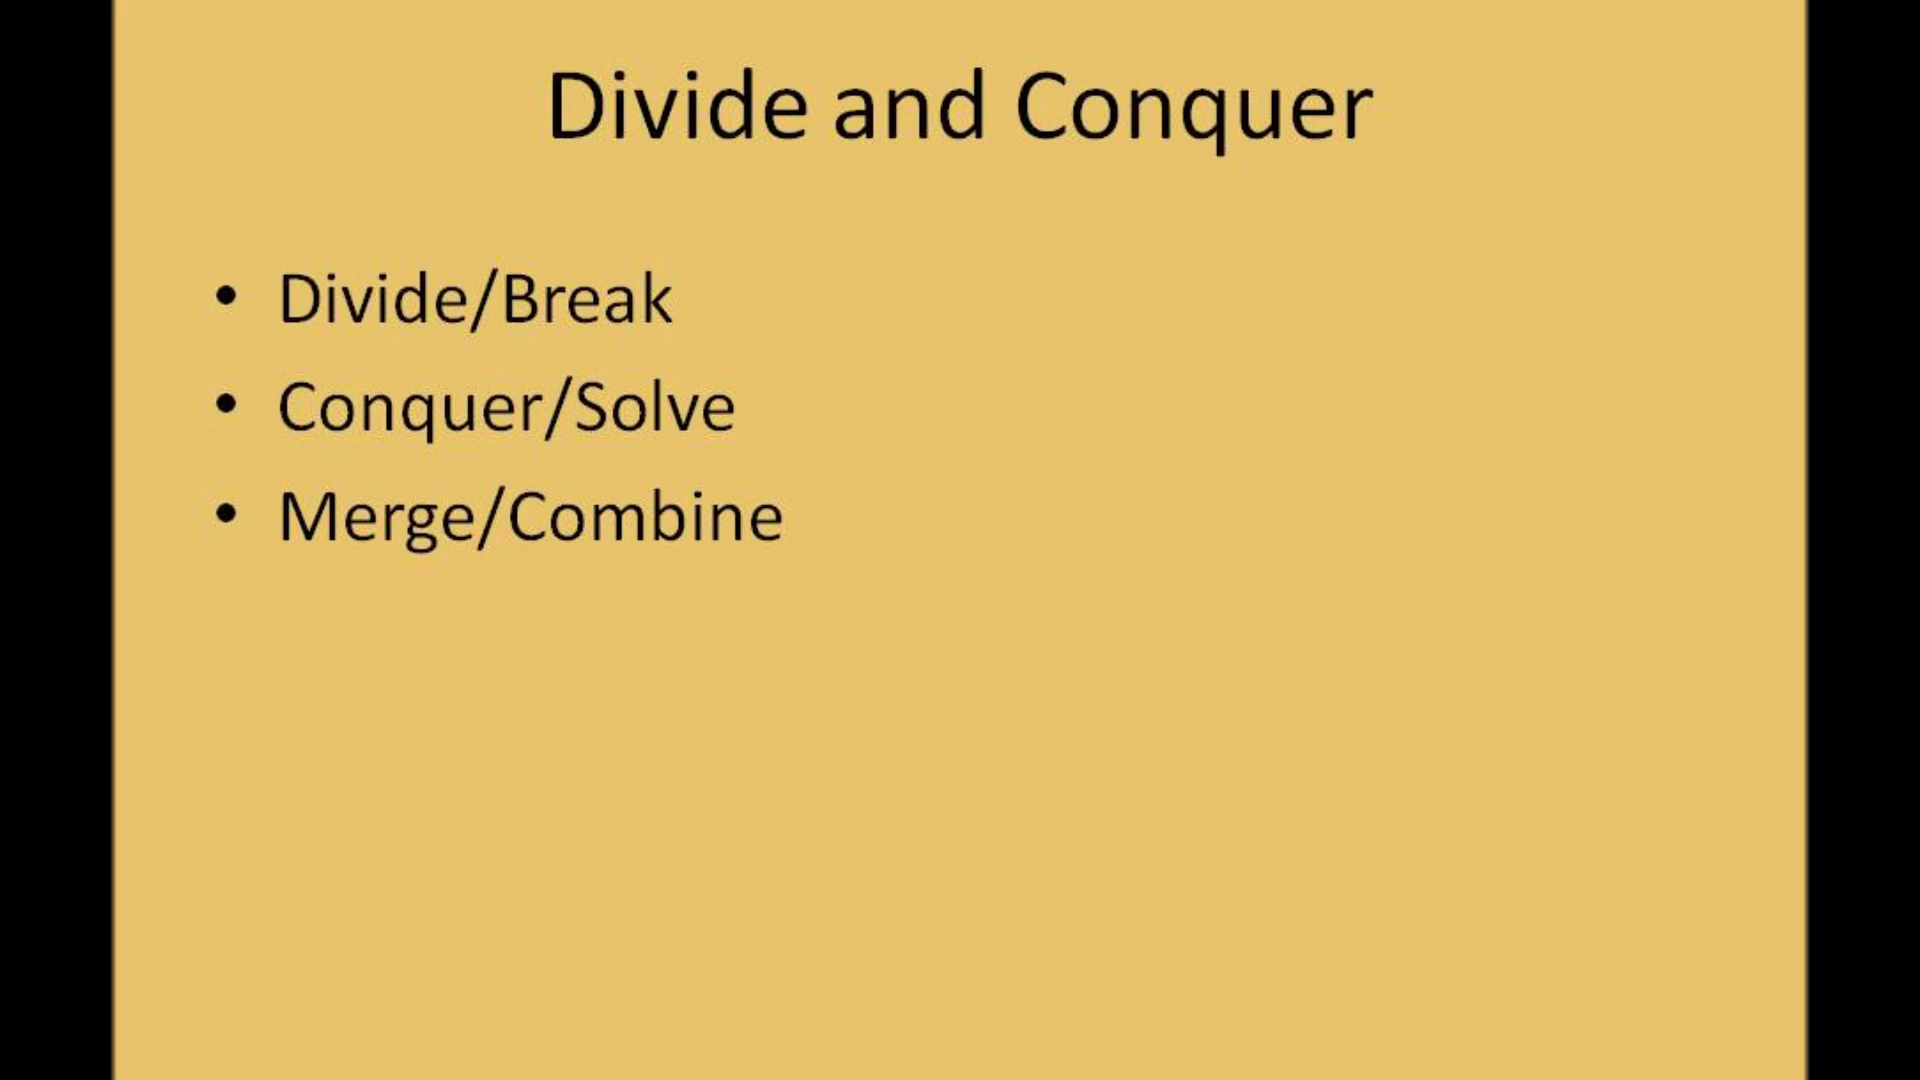 Divide and Conquer
• Divide/Break
• Conquer/Solve
• Merge/Combine